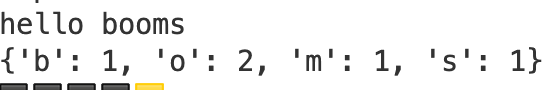 hello booms
{'b': 1, 'o': 2, 'm': 1, 's': 1}